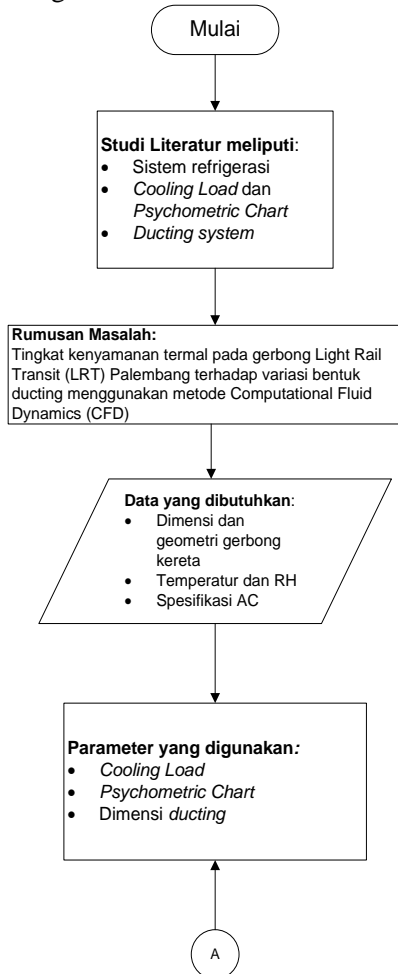 Mulai
Studi Literatur meliputi:
• Sistem refrigerasi
• Cooling Load dan
Psychometric Chart
• Ducting system
Rumusan Masalah:
Tingkat kenyamanan termal pada gerbong Light Rail
Transit (LRT) Palembang terhadap variasi bentuk
ducting menggunakan metode Computational Fluid
Dynamics (CFD)
Data yang dibutuhkan:
• Dimensi dan
geometri gerbong
kereta
• Temperatur dan RH
• Spesifikasi AC
Parameter yang digunakan:
• Cooling Load
• Psychometric Chart
• Dimensi ducting
A